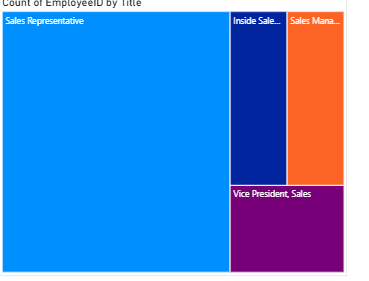 Count of EmployeeID by Title
Sales Representative
Inside Sale...
Sales Mana...
Vice President, Sales